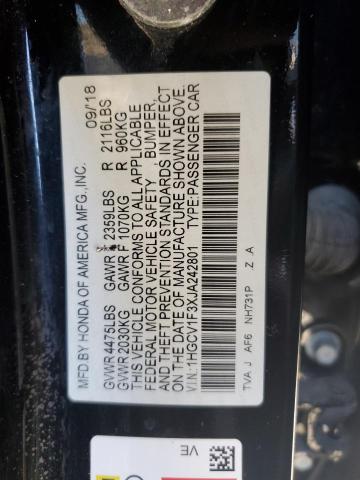 MFD.BY HONDA OF AMERICA MFG.,INC. 09/18
GVWR 4475LBS GAWR F 2359LBS R 2116LBS
GVWR 2030KG GAWR F 1070KG R 960KG
THIS VEHICLE CONFORMS TO ALL APPLICABLE
FEDERAL MOTOR VEHICLE SAFETY, BUMPER,
AND THEFT PREVENTION STANDARDS IN EFFECT
ON THE DATE OF MANUFACTURE SHOWN ABOVE.
V.I.N.:1HGCV1F3XJA242801 TYPE:PASSENGER CAR
TVA J AF6 NH731P Z A
VE